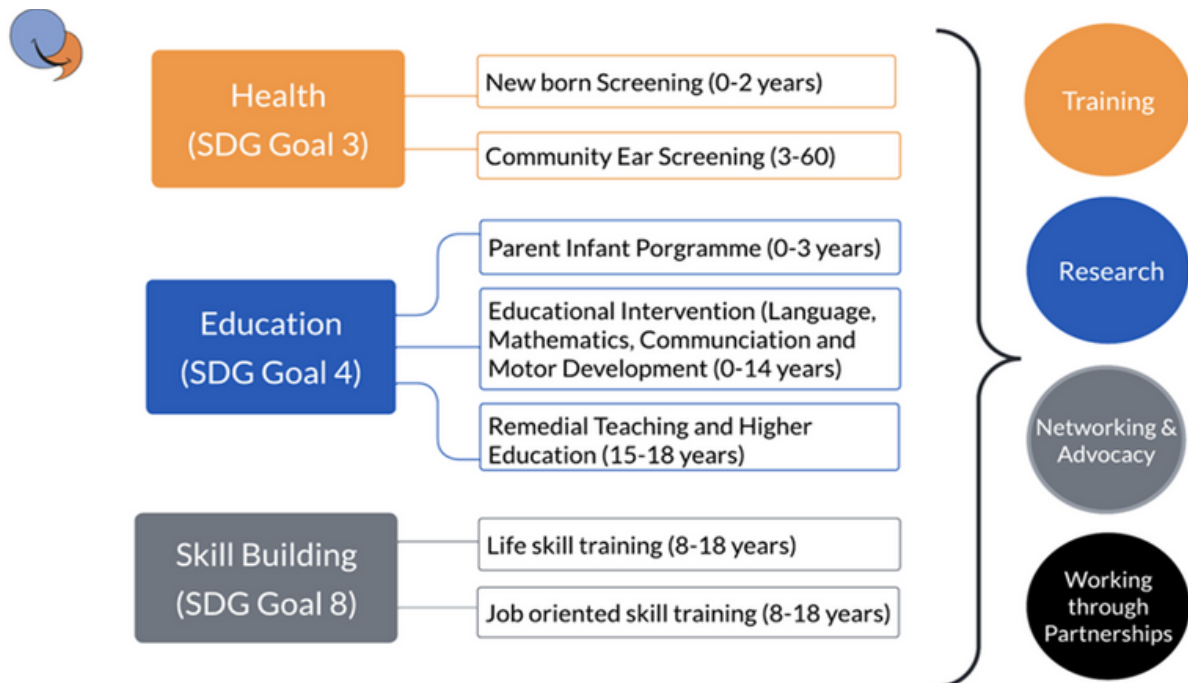 Health
(SDG Goal 3)
New born Screening (0-2 years)
Community Ear Screening (3-60)
Education
(SDG Goal 4)
Parent Infant Porgramme (0-3 years)
Educational Intervention (Language,
Mathematics, Communciation and
Motor Development (0-14 years)
Remedial Teaching and Higher
Education (15-18 years)
Skill Building
(SDG Goal 8)
Life skill training (8-18 years)
Job oriented skill training (8-18 years)
Training
Research
Networking &
Advocacy
Working
through
Partnerships